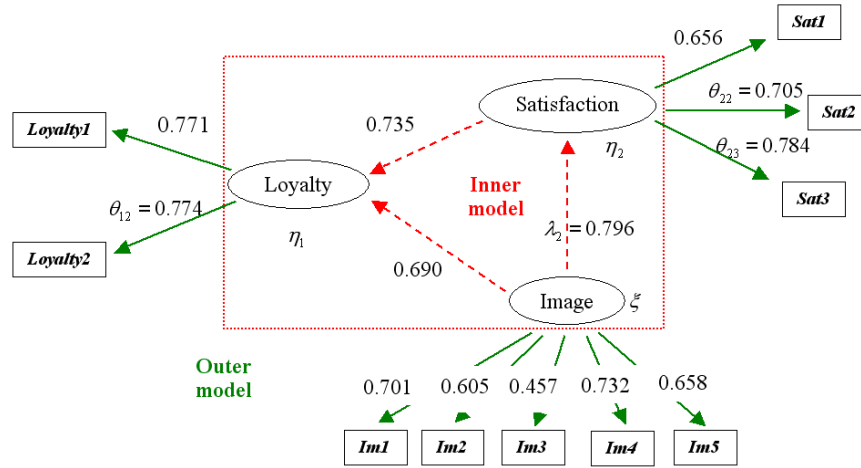 Sat1
0.656
Satisfaction
θ22 = 0.705
Sat2
Loyalty1
0.771
0.735
η2
θ23 = 0.784
Loyalty
Inner
model
Sat3
θ12 = 0.774
η1
λ2 = 0.796
Loyalty2
0.690
Image
ξ
Outer
model
0.701
0.605
0.457
0.732
0.658
Im1
Im2
Im3
Im4
Im5